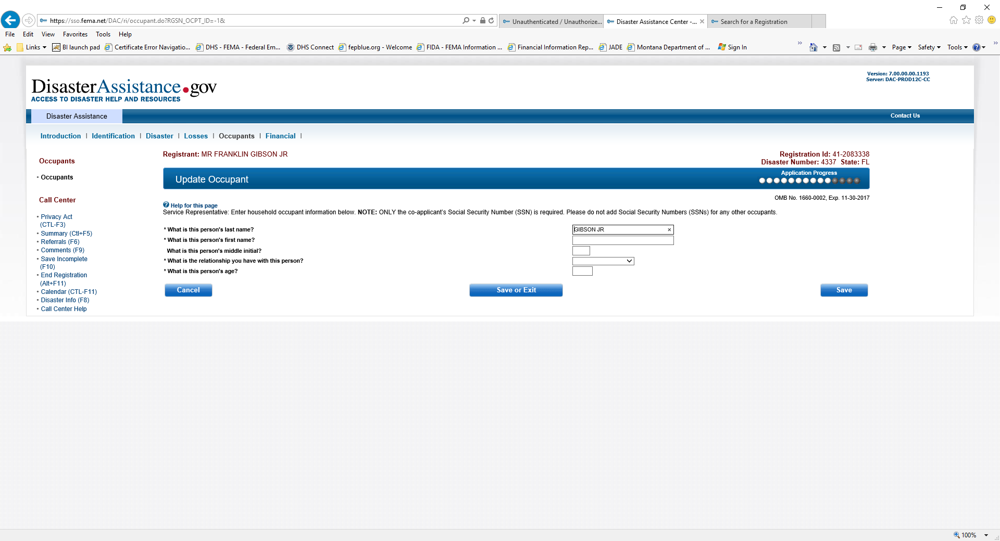 https://sso.fema.net/DAC/ri/occupant.do?RGSN_OCPT_ID=-1&
Unauthenticated / Unauthorize...
Disaster Assistance Center -...
Search for a Registration
File Edit View Favorites Tools Help
Links BI launch pad Certificate Error Navigatio... DHS - FEMA - Federal Em... DHS Connect fepblue.org - Welcome FIDA - FEMA Information ... Financial Information Rep... JADE Montana Department of ... Sign In
Page Safety Tools
Version: 7.00.00.00.1193
Server: DAC-PROD12C-CC
DisasterAssistance.gov
ACCESS TO DISASTER HELP AND RESOURCES
Disaster Assistance
Contact Us
Introduction | Identification | Disaster | Losses | Occupants | Financial |
Occupants
• Occupants
Call Center
• Privacy Act
(CTL-F3)
• Summary (Ctl+F5)
• Referrals (F6)
• Comments (F9)
• Save Incomplete
(F10)
• End Registration
(Alt+F11)
• Calendar (CTL-F11)
• Disaster Info (F8)
• Call Center Help
Registrant: MR FRANKLIN GIBSON JR
Registration Id: 41-2083338
Disaster Number: 4337 State: FL
Update Occupant
Application Progress
OMB No. 1660-0002, Exp. 11-30-2017
Help for this page
Service Representative: Enter household occupant information below. NOTE: ONLY the co-applicant's Social Security Number (SSN) is required. Please do not add Social Security Numbers (SSNs) for any other occupants.
* What is this person's last name?
GIBSON JR
* What is this person's first name?
What is this person's middle initial?
* What is the relationship you have with this person?
* What is this person's age?
Cancel
Save or Exit
Save
100%